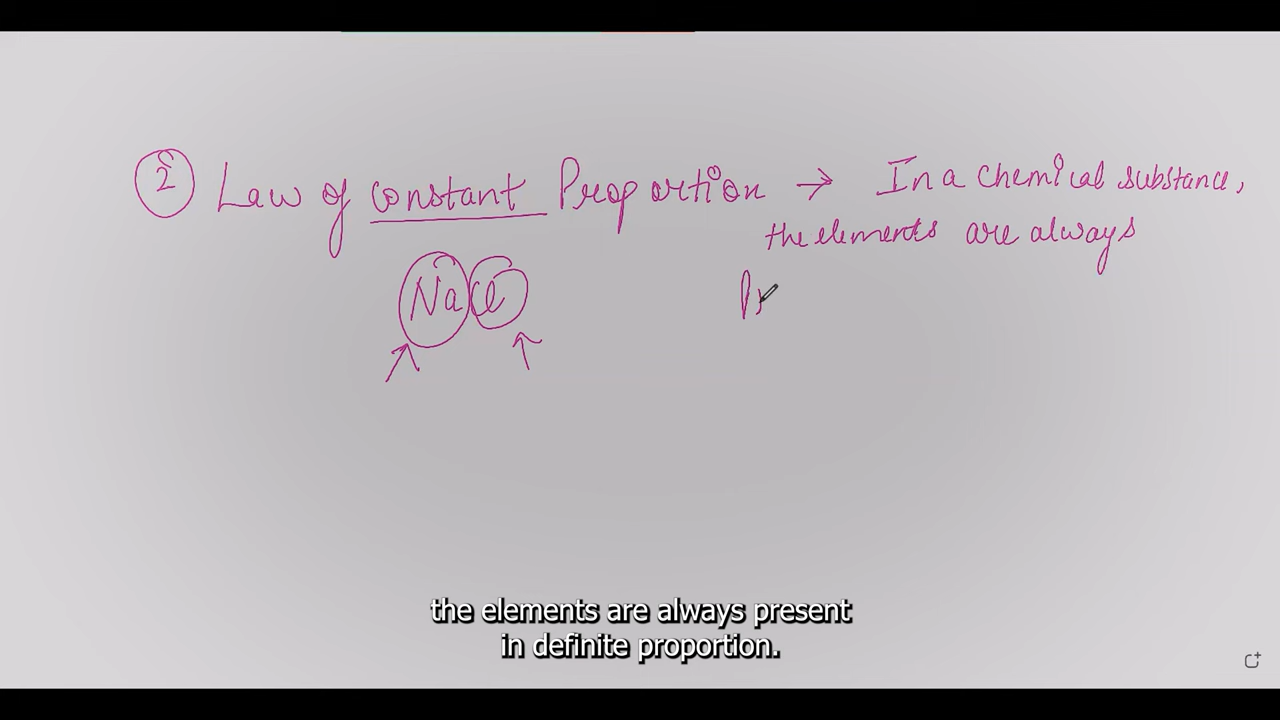 2 Law of constant Proportion → In a chemical substance,
the elements are always
NaCl
Pr
the elements are always present
in definite proportion.